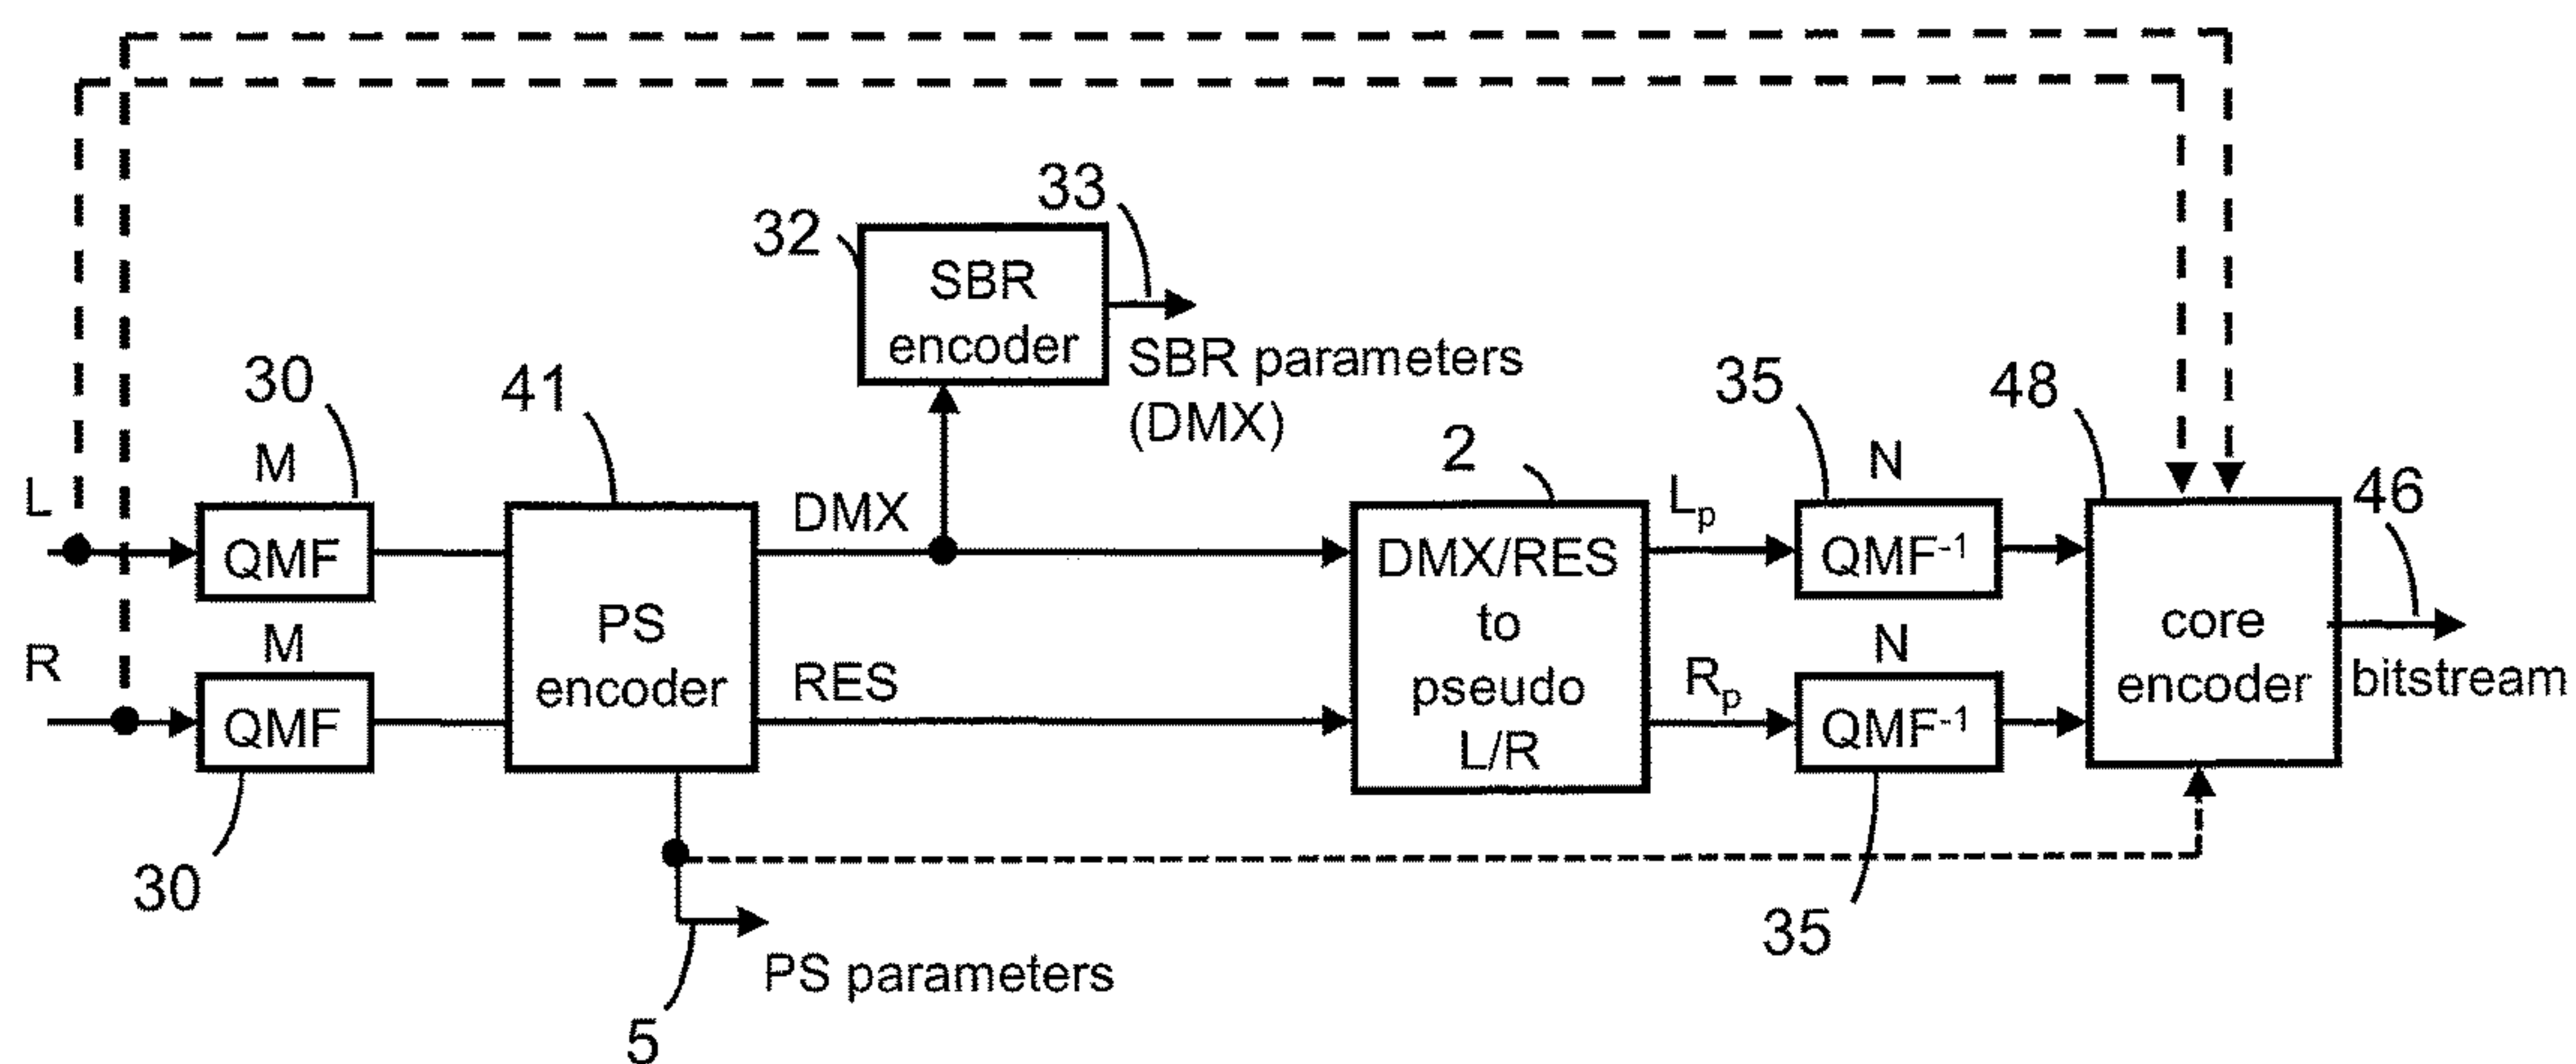 33
32
SBR
encoder
SBR parameters
(DMX)
30
41
35
48
M
2
N
46
L
QMF
DMX
DMX/RES
to
pseudo
L/R
Lp
QMF-1
PS
encoder
core
encoder
bitstream
R
M
QMF
RES
Rp
N
QMF-1
30
35
PS parameters
5